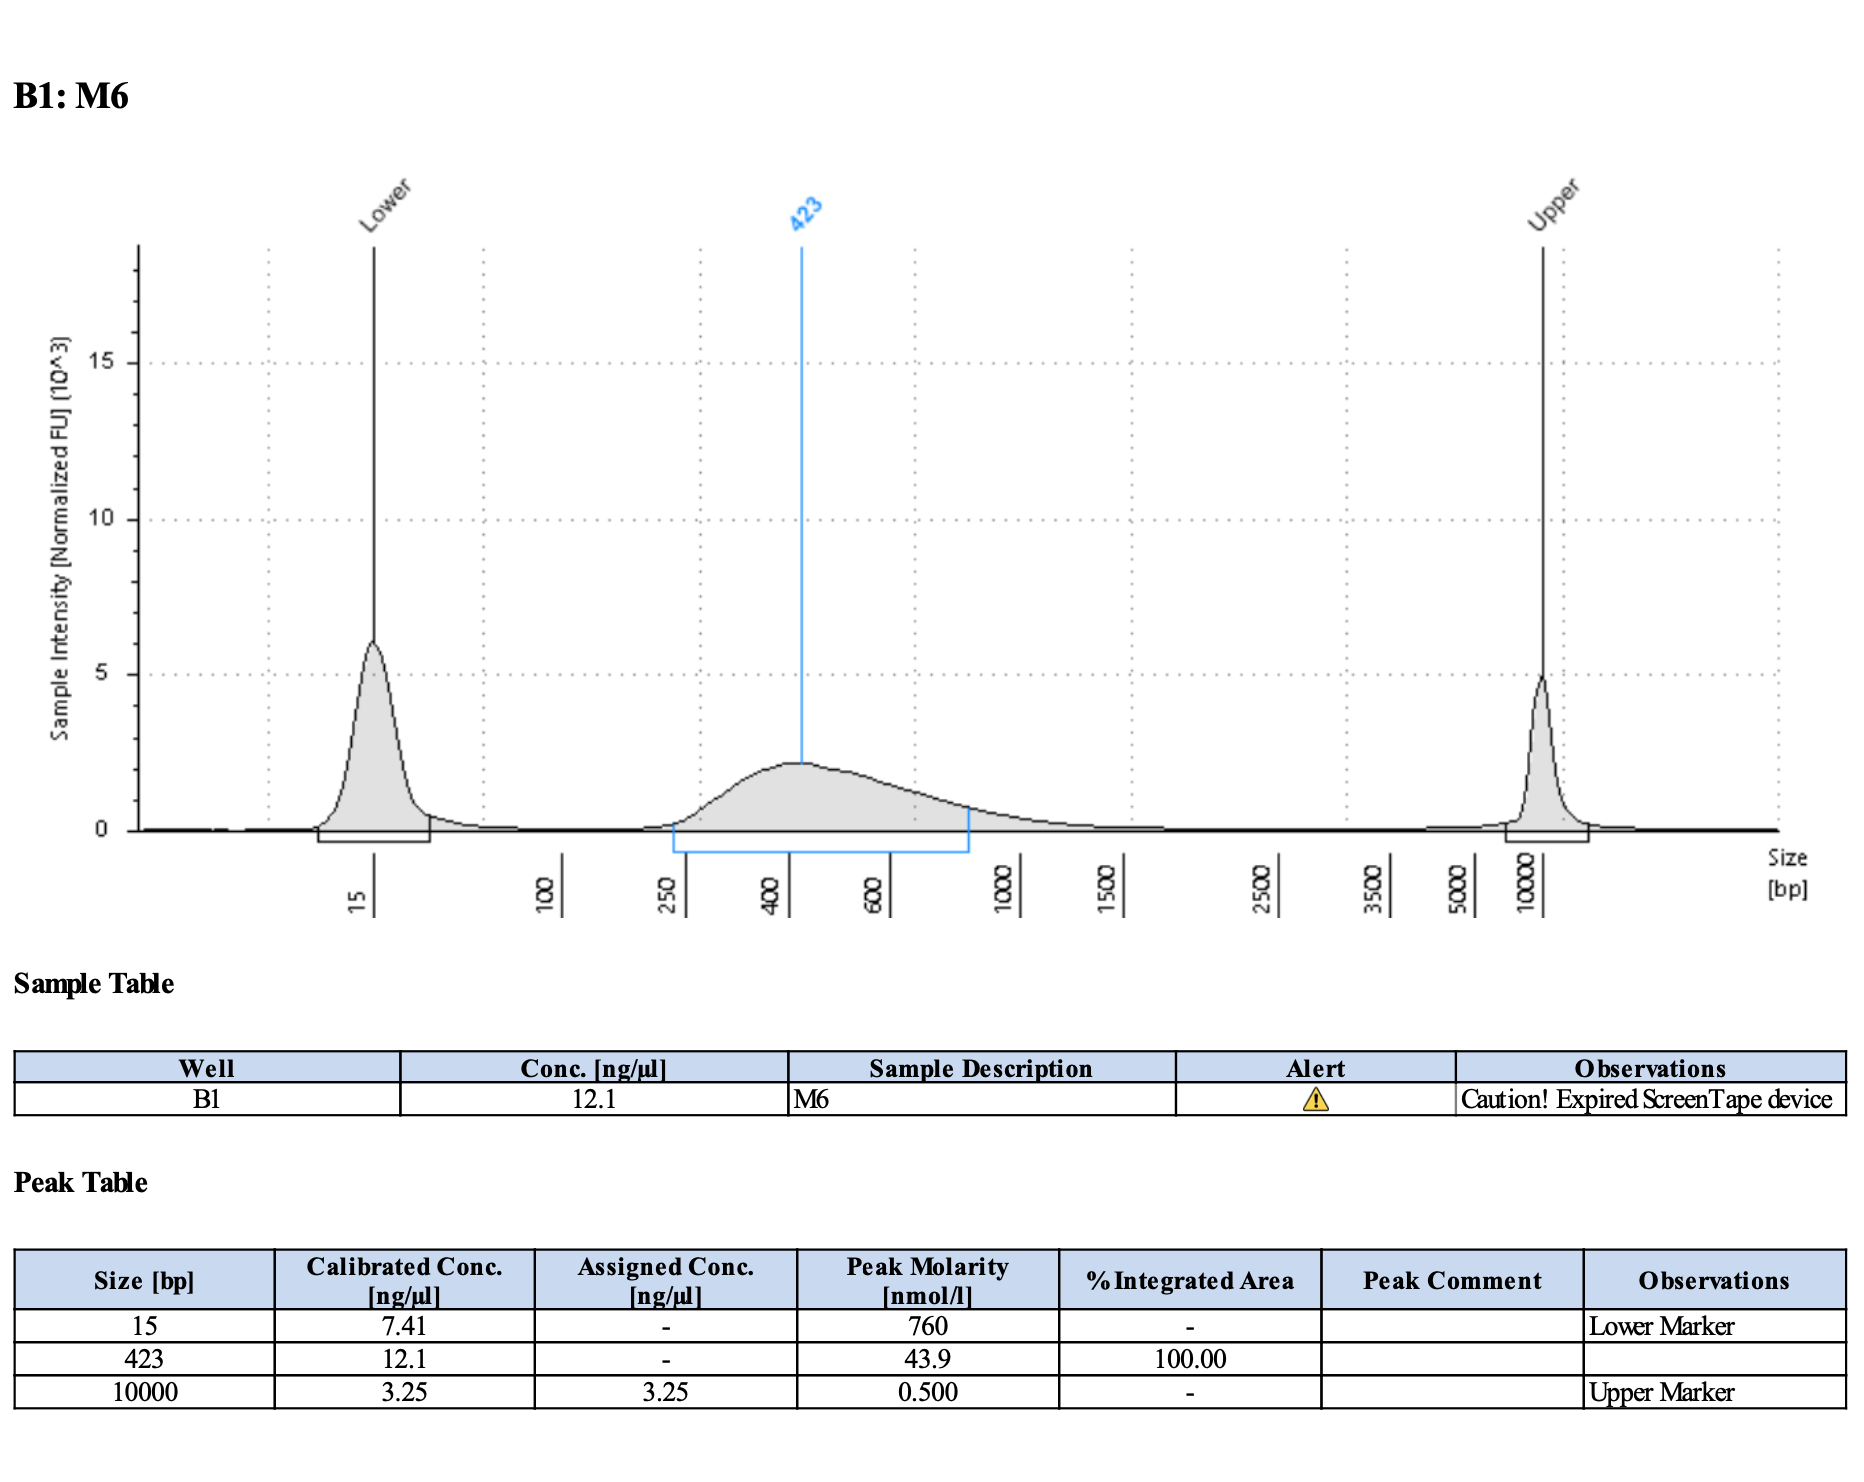 B1: M6
Lower
423
Upper
Sample Intensity [Normalized FU] (10^3)
15
10
5
0
15
100
250
400
600
1000
1500
2500
3500
5000
10000
Size
[bp]
Sample Table
Well Conc. [ng/µl] Sample Description Alert Observations
B1 12.1 M6 Caution! Expired ScreenTape device
Peak Table
Size [bp] Calibrated Conc. [ng/µl] Assigned Conc. [ng/µl] Peak Molarity [nmol/l] % Integrated Area Peak Comment Observations
15 7.41 - 760 - Lower Marker
423 12.1 - 43.9 100.00
10000 3.25 3.25 0.500 - Upper Marker